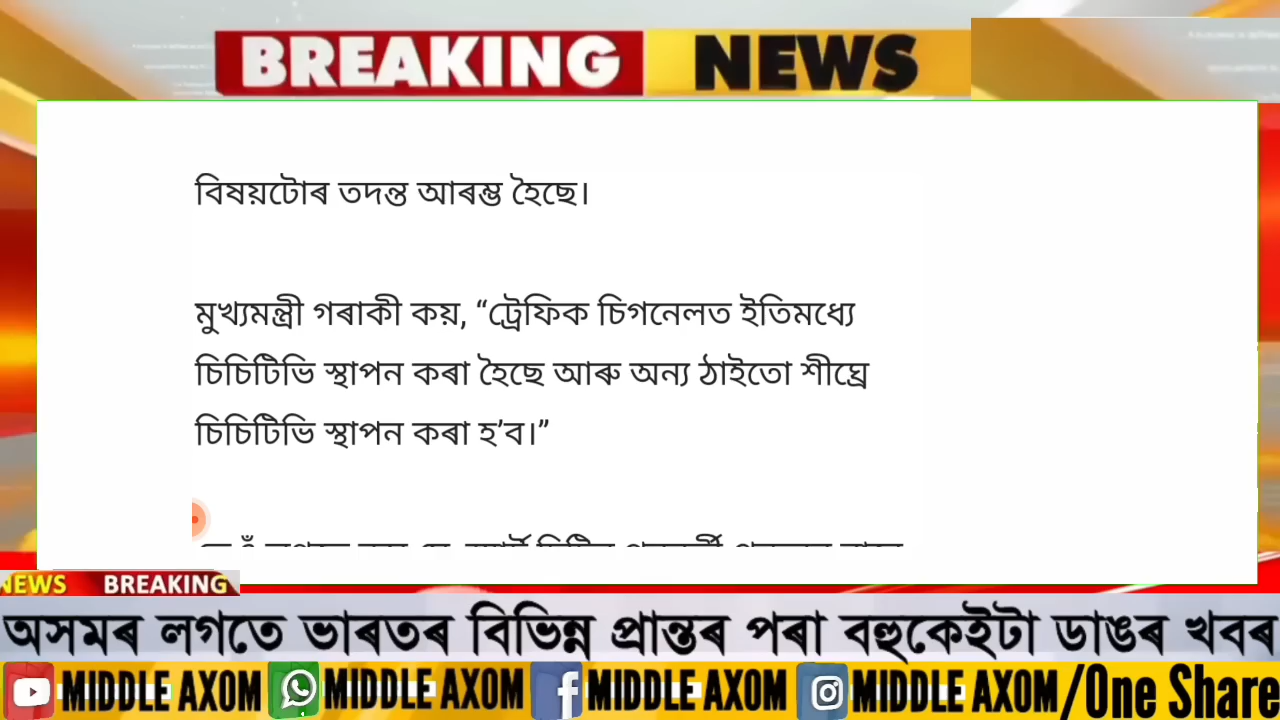 BREAKING NEWS
বিষয়টোৰ তদন্ত আৰম্ভ হৈছে।
মুখ্যমন্ত্ৰী গৰাকী কয়, “ট্ৰেফিক চিগনেলত ইতিমধ্যে
চিচিটিভি স্থাপন কৰা হৈছে আৰু অন্য ঠাইতো শীঘ্ৰে
চিচিটিভি স্থাপন কৰা হ’ব।”
NEWS BREAKING
অসমৰ লগতে ভাৰতৰ বিভিন্ন প্ৰান্তৰ পৰা বহুকেইটা ডাঙৰ খবৰ
MIDDLE AXOM MIDDLE AXOM MIDDLE AXOM MIDDLE AXOM/One Share